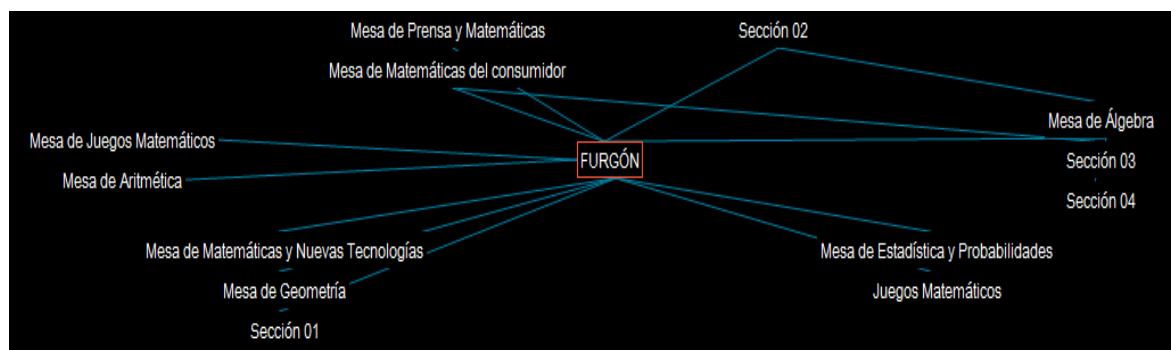 Mesa de Prensa y Matemáticas
Sección 02
Mesa de Matemáticas del consumidor
Mesa de Álgebra
Mesa de Juegos Matemáticos
FURGÓN
Sección 03
Mesa de Aritmética
Sección 04
Mesa de Matemáticas y Nuevas Tecnologías
Mesa de Estadística y Probabilidades
Mesa de Geometría
Juegos Matemáticos
Sección 01